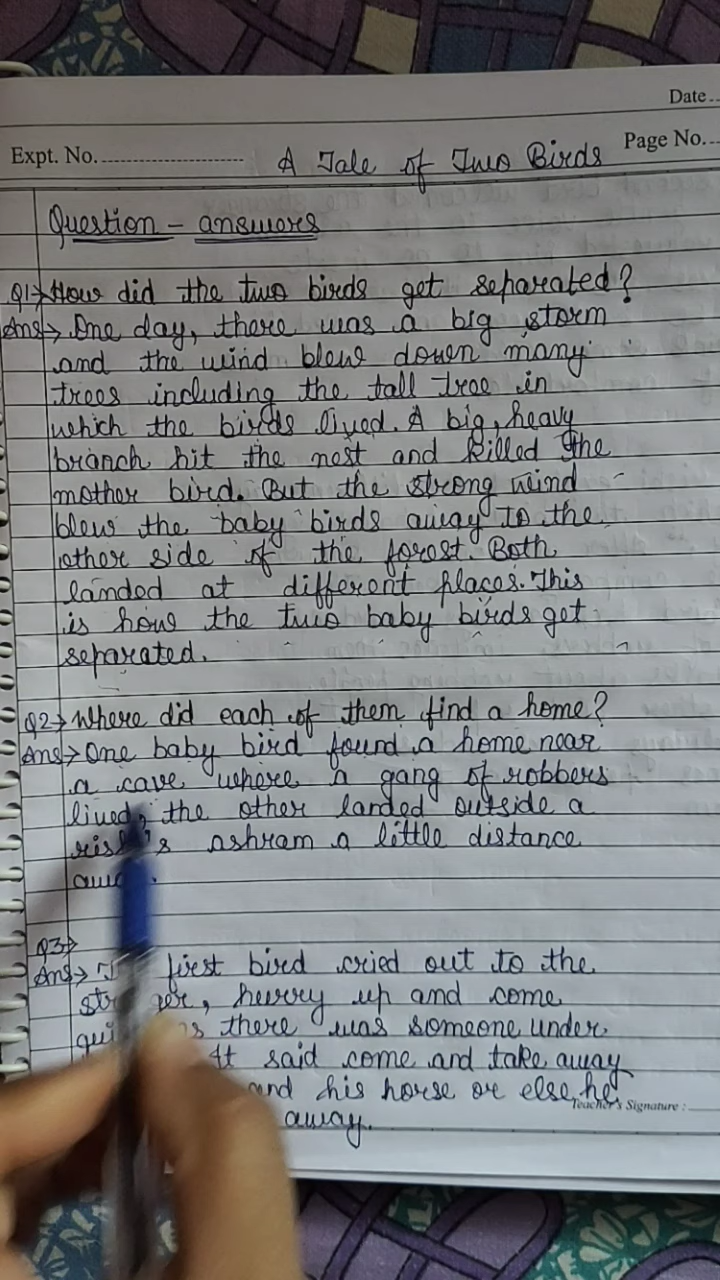 Date..
Expt. No. A Tale of Two Birds Page No...
Question - answers
Q1> How did the two birds get separated?
Ans> One day, there was a big storm
and the wind blew down many
trees including the tall tree in
which the birds lived. A big, heavy
branch hit the nest and killed the
mother bird. But the strong wind
blew the baby birds away to the
other side of the forest. Both
landed at different places. This
is how the two baby birds get
separated.
Q2> Where did each of them find a home?
Ans> One baby bird found a home near
a cave where a gang of robbers
lived, the other landed outside a
ashram a little distance
Q3>
Ans> first bird cried out to the
hurry up and come
there was someone under
It said come and take away
and his horse or else he
Teacher's Signature :
away.